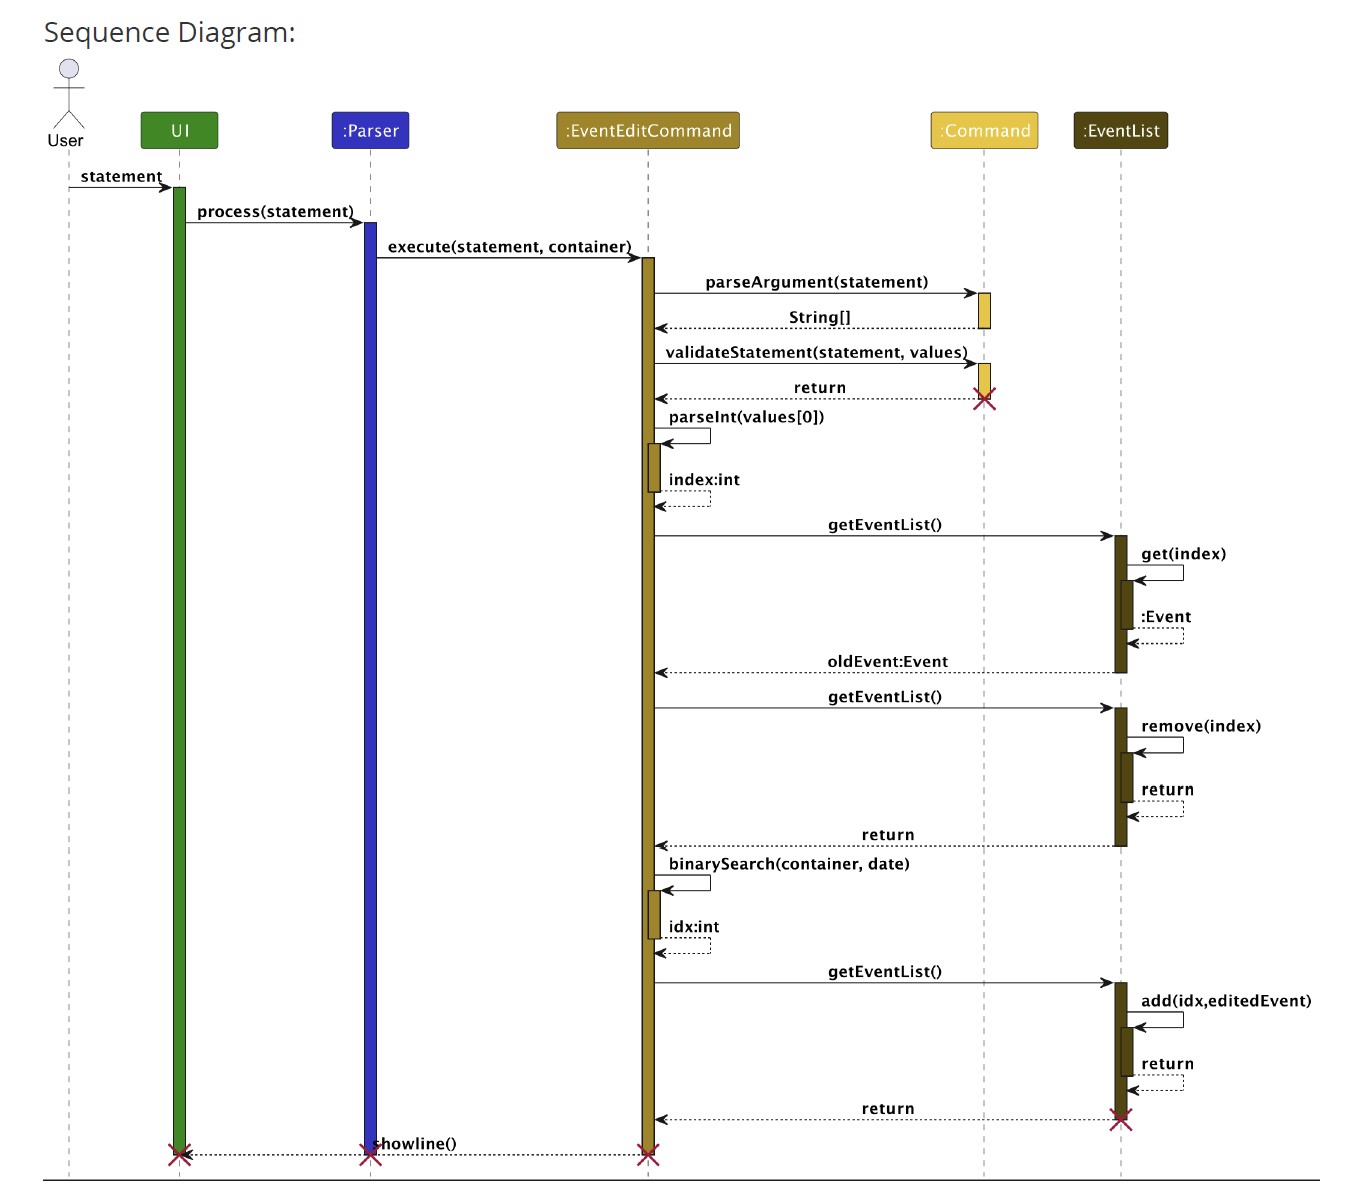 Sequence Diagram:
User
UI
:Parser
:EventEditCommand
:Command
:EventList
statement
process(statement)
execute(statement, container)
parseArgument(statement)
String[]
validateStatement(statement, values)
return
parseInt(values[0])
index:int
getEventList()
get(index)
:Event
oldEvent:Event
getEventList()
remove(index)
return
return
binarySearch(container, date)
idx:int
getEventList()
add(idx,editedEvent)
return
return
showline()